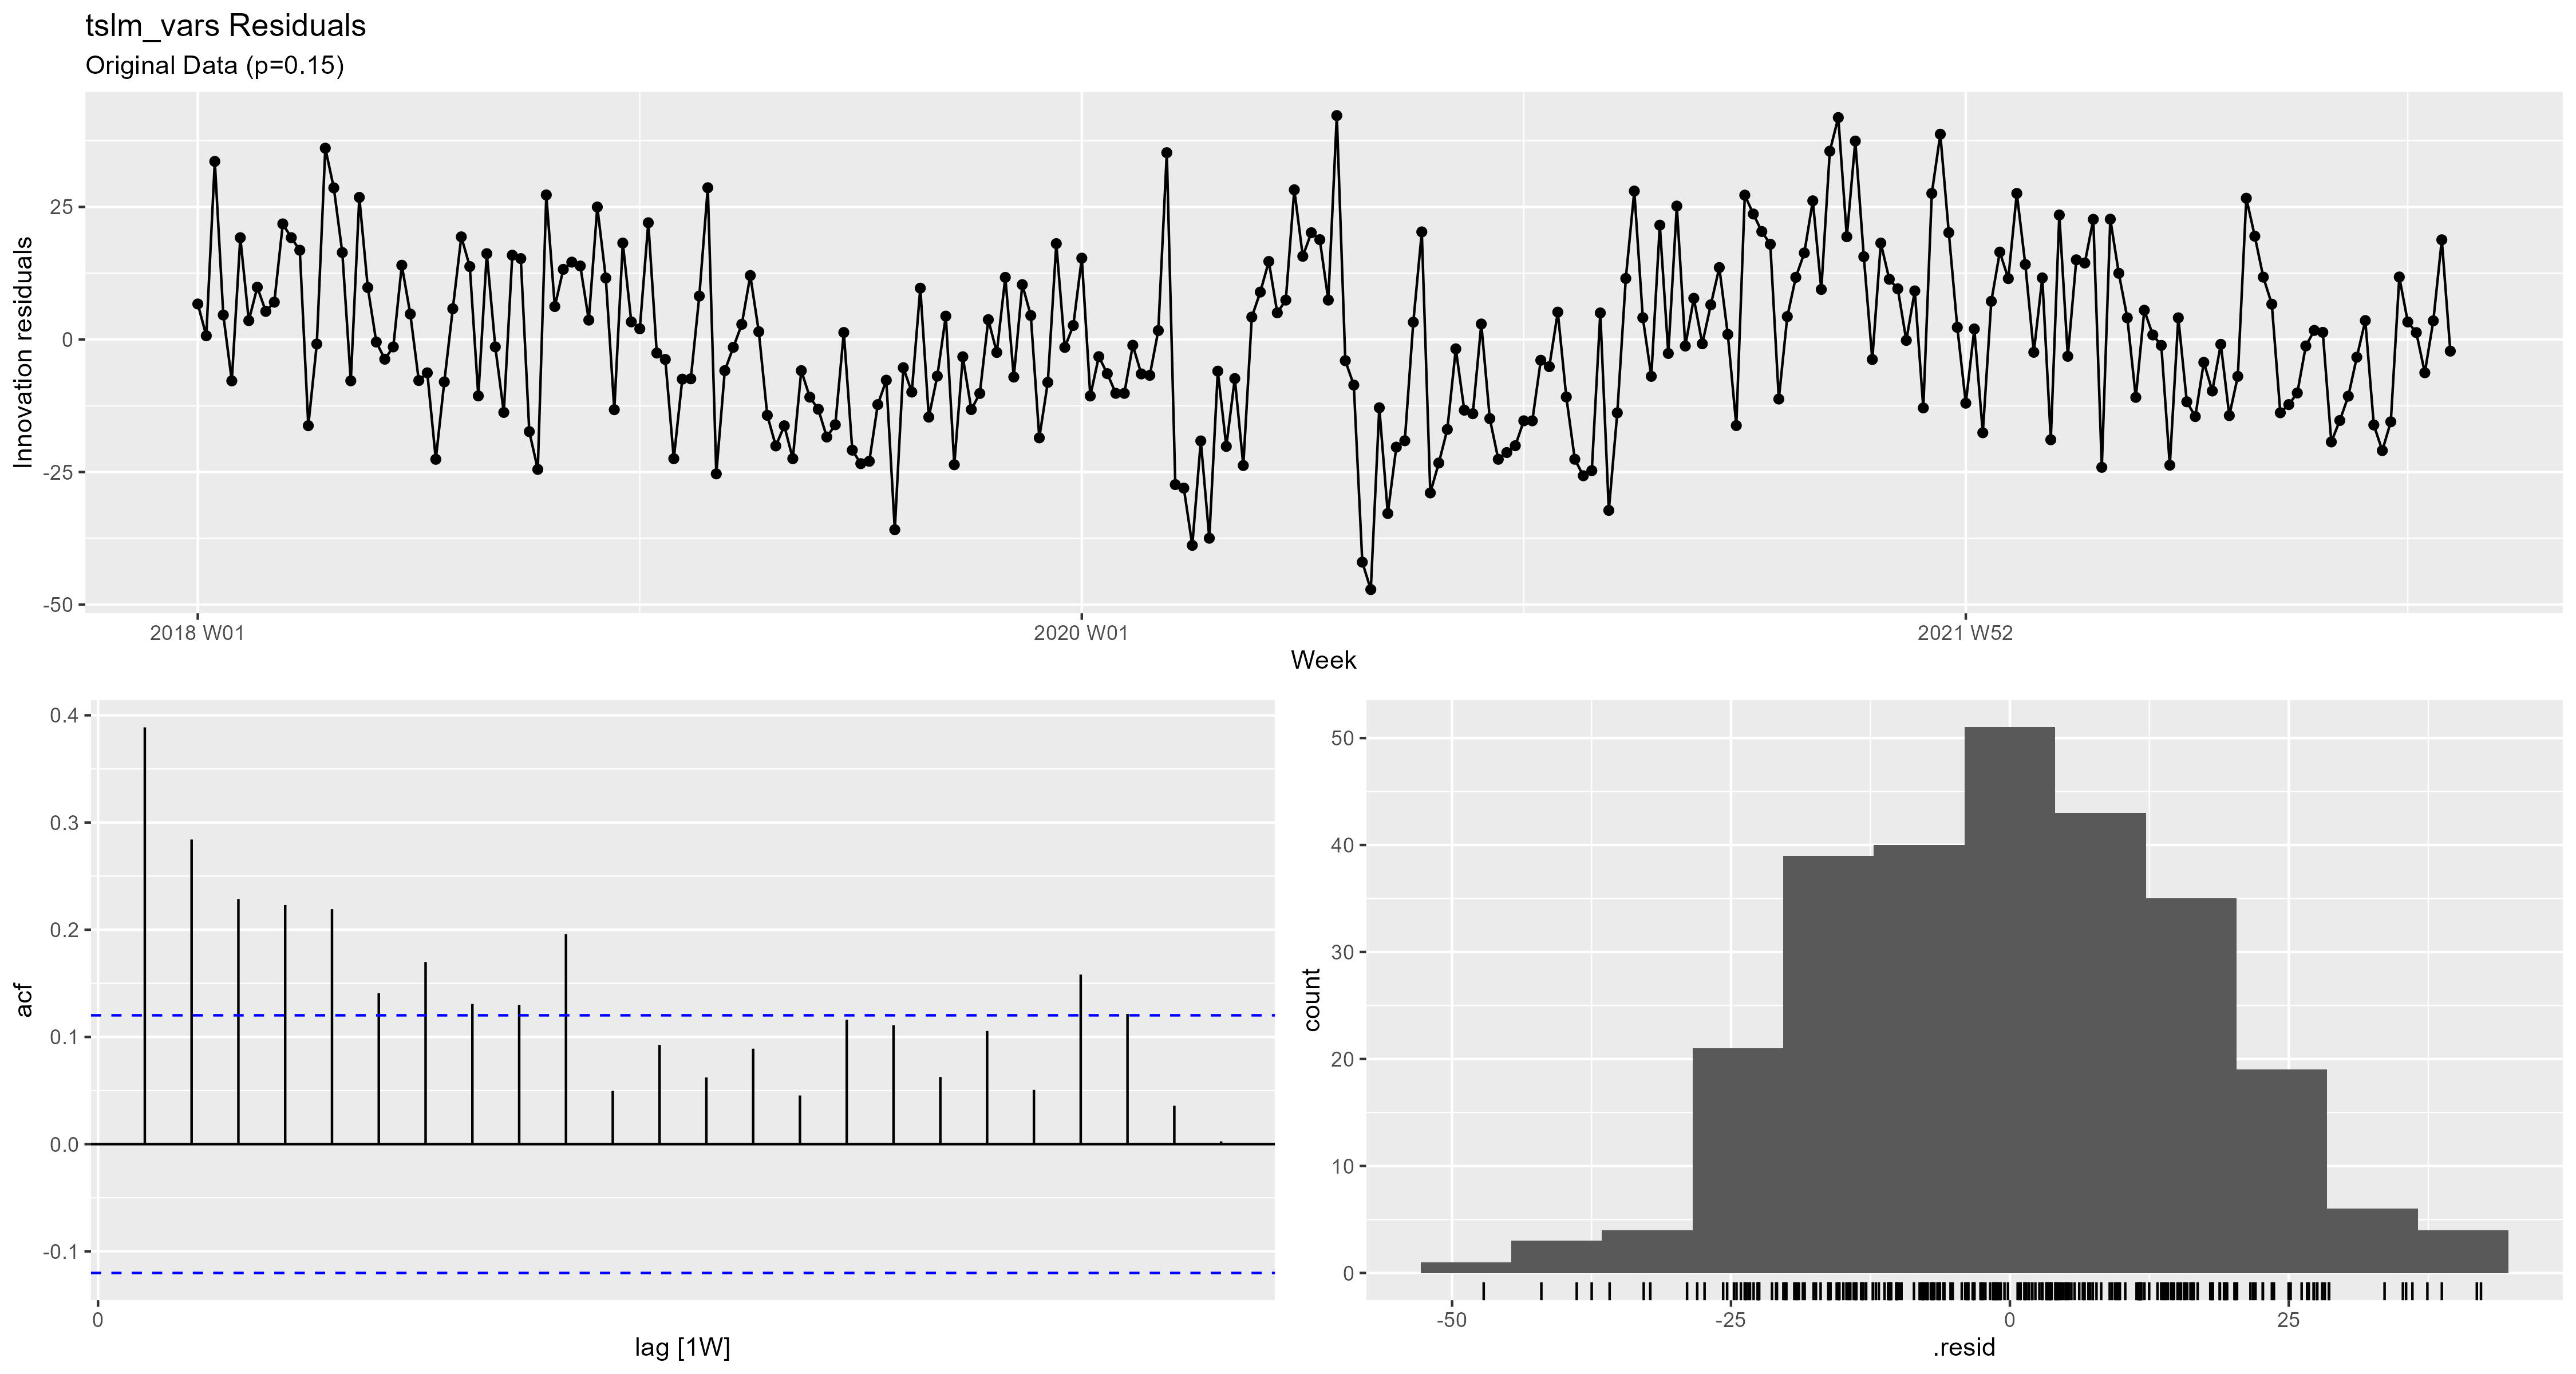 tslm_vars Residuals
Original Data (p=0.15)
Innovation residuals
25
0
-25
-50
2018 W01
2020 W01
2021 W52
Week
acf
0.4
0.3
0.2
0.1
0.0
-0.1
0
lag [1W]
count
50
40
30
20
10
0
-50
-25
0
25
.resid